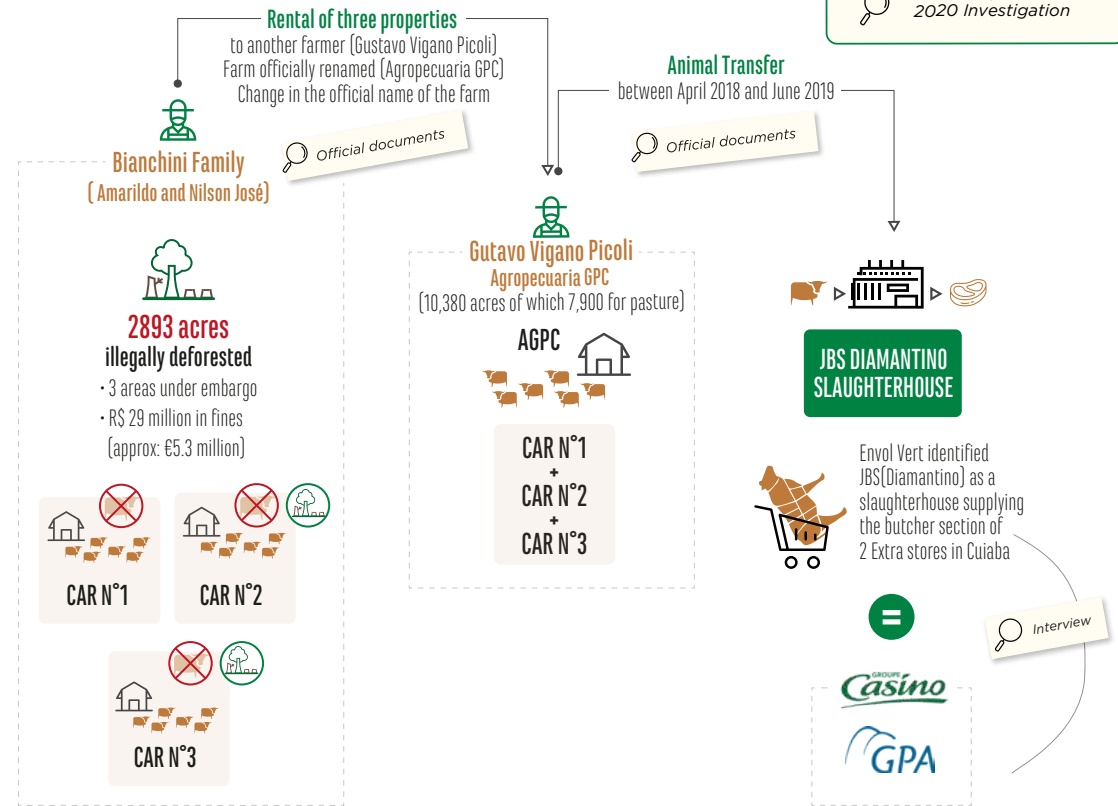 2020 Investigation
Rental of three properties
to another farmer (Gustavo Vigano Picoli)
Farm officially renamed (Agropecuaria GPC)
Change in the official name of the farm
Official documents
Animal Transfer
between April 2018 and June 2019
Official documents
Bianchini Family
( Amarildo and Nilson José)
2893 acres
illegally deforested
• 3 areas under embargo
• R$ 29 million in fines
(approx: €5.3 million)
CAR N°1
CAR N°2
CAR N°3
Gutavo Vigano Picoli
Agropecuaria GPC
(10,380 acres of which 7,900 for pasture)
AGPC
CAR N°1
+
CAR N°2
+
CAR N°3
JBS DIAMANTINO
SLAUGHTERHOUSE
Envol Vert identified
JBS(Diamantino) as a
slaughterhouse supplying
the butcher section of
2 Extra stores in Cuiaba
=
Interview
GROUPE
Casino
GPA